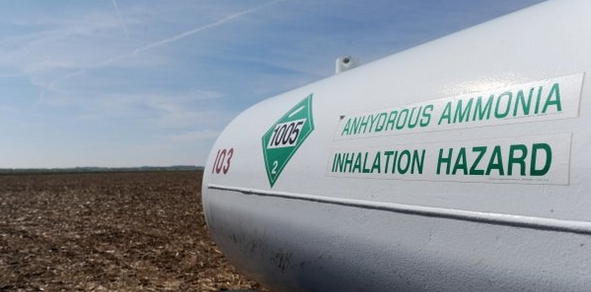 103
1005
2
ANHYDROUS AMMONIA
INHALATION HAZARD